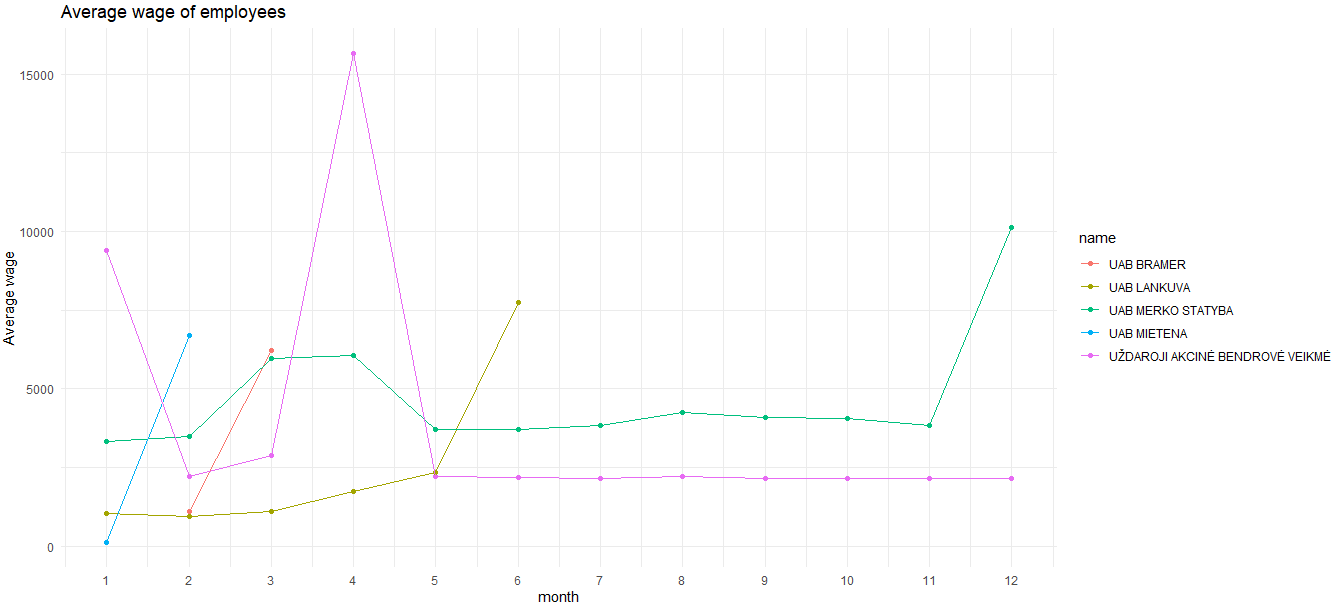 Average wage of employees
Average wage
15000
10000
5000
0
1 2 3 4 5 6 7 8 9 10 11 12
month
name
UAB BRAMER
UAB LANKUVA
UAB MERKO STATYBA
UAB MIETENA
UŽDAROJI AKCINĖ BENDROVĖ VEIKMĖ